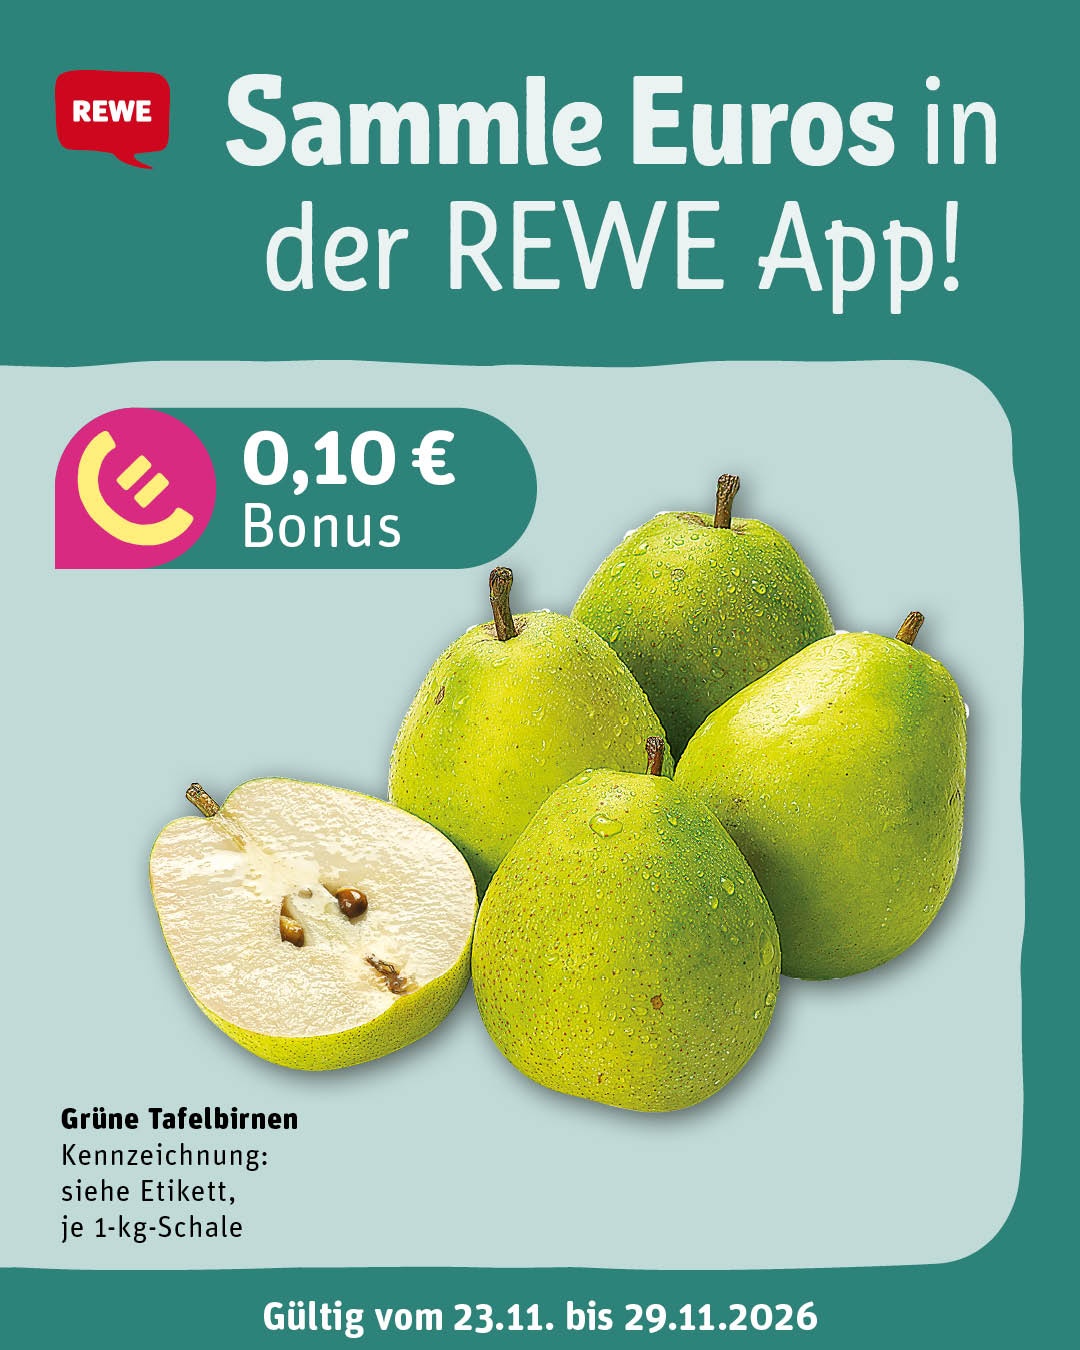 REWE
Sammle Euros in
der REWE App!
0,10 €
Bonus
Grüne Tafelbirnen
Kennzeichnung:
siehe Etikett,
je 1-kg-Schale
Gültig vom 23.11. bis 29.11.2026